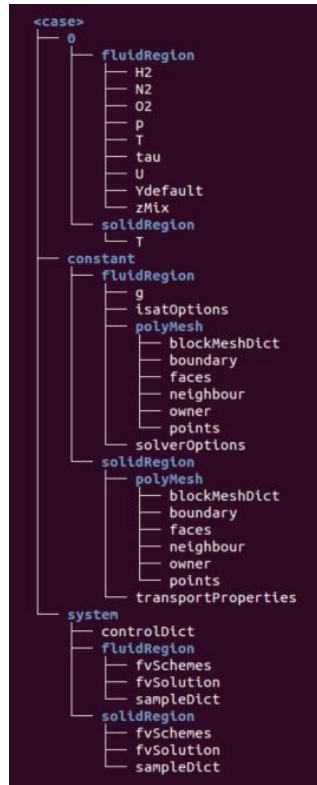 <case>
0
fluidRegion
H2
N2
O2
p
T
tau
U
Ydefault
zMix
solidRegion
T
constant
fluidRegion
g
isatOptions
polyMesh
blockMeshDict
boundary
faces
neighbour
owner
points
solverOptions
solidRegion
polyMesh
blockMeshDict
boundary
faces
neighbour
owner
points
transportProperties
system
controlDict
fluidRegion
fvSchemes
fvSolution
sampleDict
solidRegion
fvSchemes
fvSolution
sampleDict